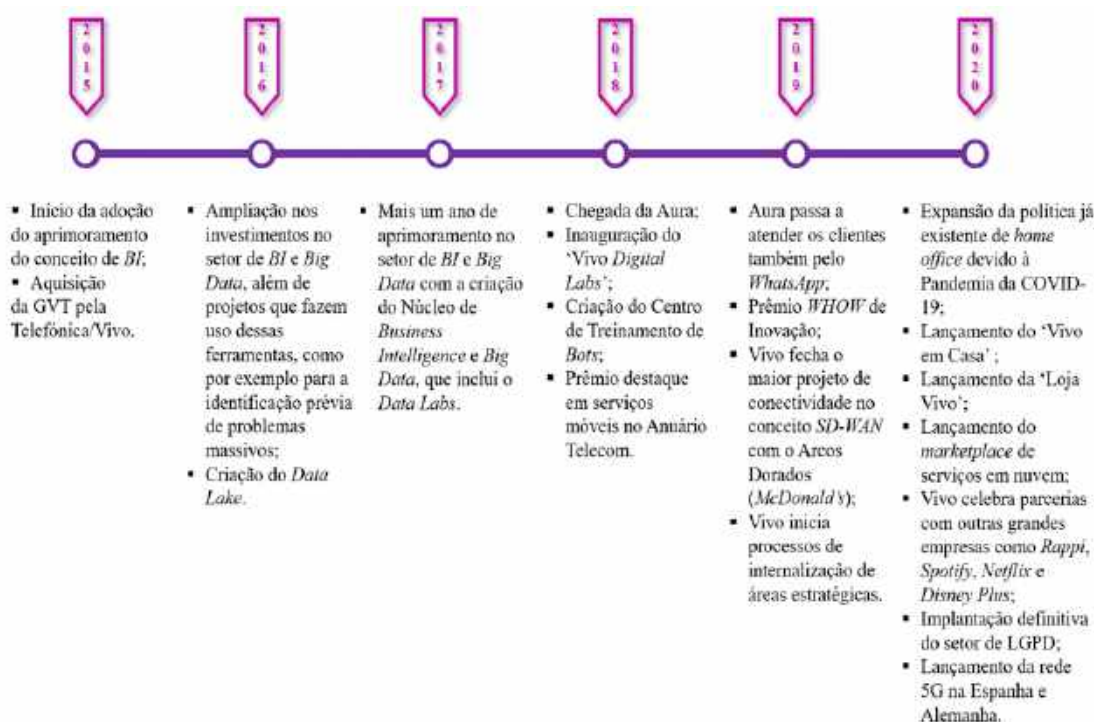 2015
2016
2017
2018
2019
2020
▪ Início da adoção
do aprimoramento
do conceito de BI;
▪ Aquisição
da GVT pela
Telefónica/Vivo.
▪ Ampliação nos
investimentos no
setor de BI e Big
Data, além de
projetos que fazem
uso dessas
ferramentas, como
por exemplo para a
identificação prévia
de problemas
massivos;
▪ Criação do Data
Lake.
▪ Mais um ano de
aprimoramento no
setor de BI e Big
Data com a criação
do Núcleo de
Business
Intelligence e Big
Data, que inclui o
Data Labs.
▪ Chegada da Aura;
▪ Inauguração do
‘Vivo Digital
Labs’;
▪ Criação do Centro
de Treinamento de
Bots;
▪ Prêmio destaque
em serviços
móveis no Anuário
Telecom.
▪ Aura passa a
atender os clientes
também pelo
WhatsApp;
▪ Prêmio WHOW de
Inovação;
▪ Vivo fecha o
maior projeto de
conectividade no
conceito SD-WAN
com o Arcos
Dorados
(McDonald's);
▪ Vivo inicia
processos de
internalização de
áreas estratégicas.
▪ Expansão da política já
existente de home
office devido à
Pandemia da COVID-
19;
▪ Lançamento do ‘Vivo
em Casa’ ;
▪ Lançamento da ‘Loja
Vivo’;
▪ Lançamento do
marketplace de
serviços em nuvem;
▪ Vivo celebra parcerias
com outras grandes
empresas como Rappi,
Spotify, Netflix e
Disney Plus;
▪ Implantação definitiva
do setor de LGPD;
▪ Lançamento da rede
5G na Espanha e
Alemanha.